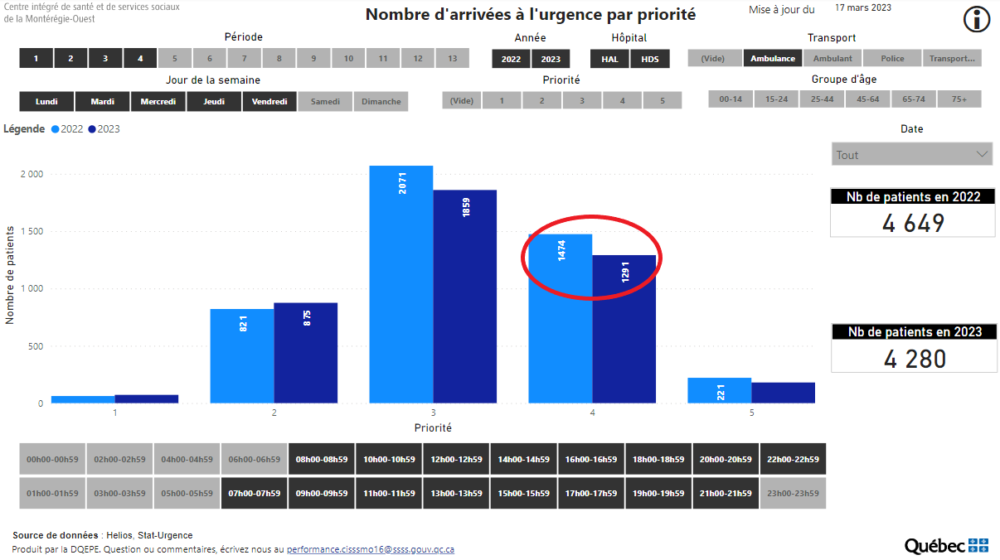 Centre intégré de santé et de services sociaux
de la Montérégie-Ouest
Nombre d'arrivées à l'urgence par priorité
Mise à jour du 17 mars 2023
Période
1 2 3 4 5 6 7 8 9 10 11 12 13
Année
2022 2023
Hôpital
HAL HDS
Transport
(Vide) Ambulance Ambulant Police Transport...
Jour de la semaine
Lundi Mardi Mercredi Jeudi Vendredi Samedi Dimanche
Priorité
(Vide) 1 2 3 4 5
Groupe d'âge
00-14 15-24 25-44 45-64 65-74 75+
Légende 2022 2023
Date
Tout
Nb de patients en 2022
4 649
Nb de patients en 2023
4 280
Nombre de patients
2 000
1 500
1 000
500
0
821
875
2071
1859
1474
1291
221
1 2 3 4 5
Priorité
00h00-00h59 02h00-02h59 04h00-04h59 06h00-06h59 08h00-08h59 10h00-10h59 12h00-12h59 14h00-14h59 16h00-16h59 18h00-18h59 20h00-20h59 22h00-22h59
01h00-01h59 03h00-03h59 05h00-05h59 07h00-07h59 09h00-09h59 11h00-11h59 13h00-13h59 15h00-15h59 17h00-17h59 19h00-19h59 21h00-21h59 23h00-23h59
Source de données : Helios, Stat-Urgence
Produit par la DQEPE. Question ou commentaires, écrivez nous au performance.cisssmo16@ssss.gouv.qc.ca
Québec